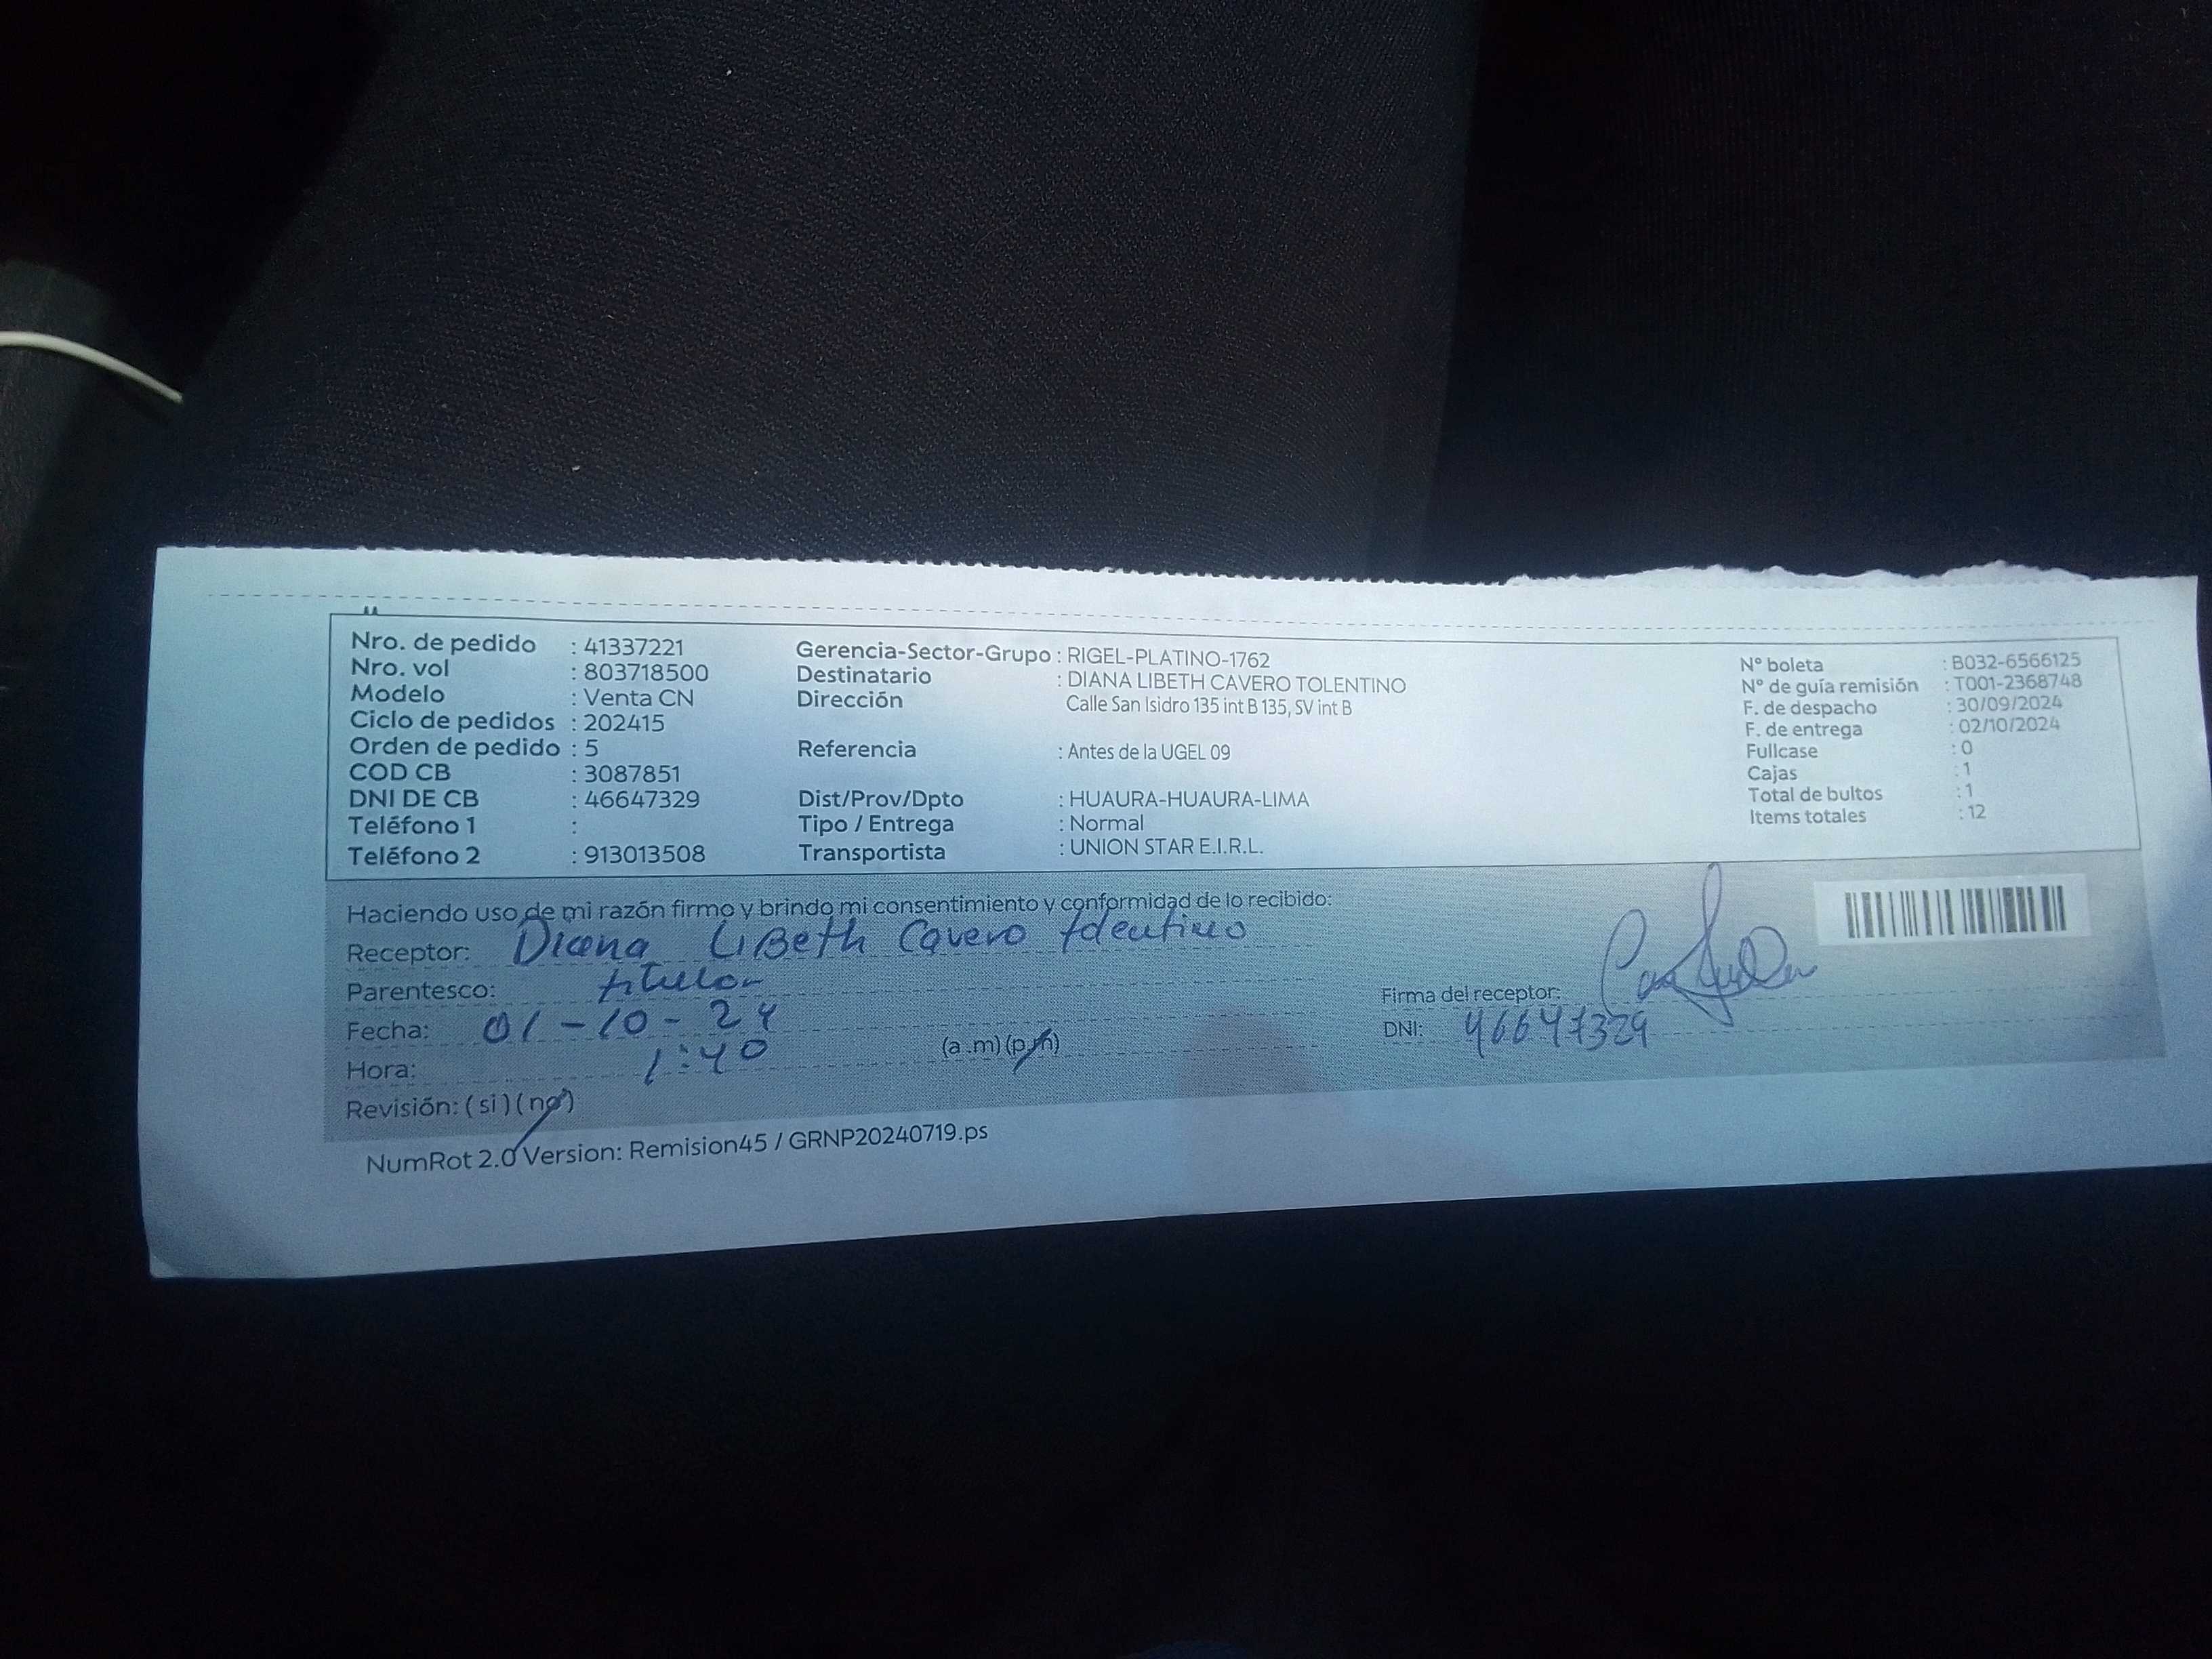 Nro. de pedido : 41337221
Nro. vol : 803718500
Modelo : Venta CN
Ciclo de pedidos : 202415
Orden de pedido : 5
COD CB : 3087851
DNI DE CB : 46647329
Teléfono 1 :
Teléfono 2 : 913013508
Gerencia-Sector-Grupo : RIGEL-PLATINO-1762
Destinatario : DIANA LIBETH CAVERO TOLENTINO
Dirección Calle San Isidro 135 int B 135, SV int B
Referencia : Antes de la UGEL 09
Dist/Prov/Dpto : HUAURA-HUAURA-LIMA
Tipo / Entrega : Normal
Transportista : UNION STAR E.I.R.L.
N° boleta : B032-6566125
N° de guía remisión : T001-2368748
F. de despacho : 30/09/2024
F. de entrega : 02/10/2024
Fullcase : 0
Cajas : 1
Total de bultos : 1
Items totales : 12
Haciendo uso de mi razón firmo y brindo mi consentimiento y conformidad de lo recibido:
Receptor: Diana LiBeth Cavero tolentino
Parentesco: titular
Fecha: 01-10-24
Hora: 1:40 (a.m) (p.m)
Revisión: (si) (no)
Firma del receptor:
DNI: 46647329
NumRot 2.0 Version: Remision45 / GRNP20240719.ps